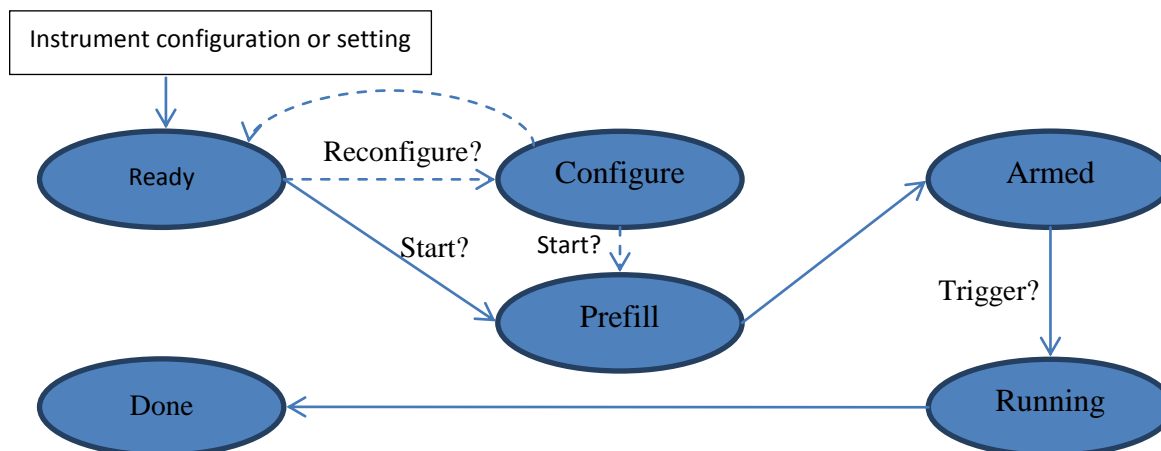 Instrument configuration or setting
Reconfigure?
Ready
Configure
Armed
Start?
Start?
Trigger?
Prefill
Done
Running